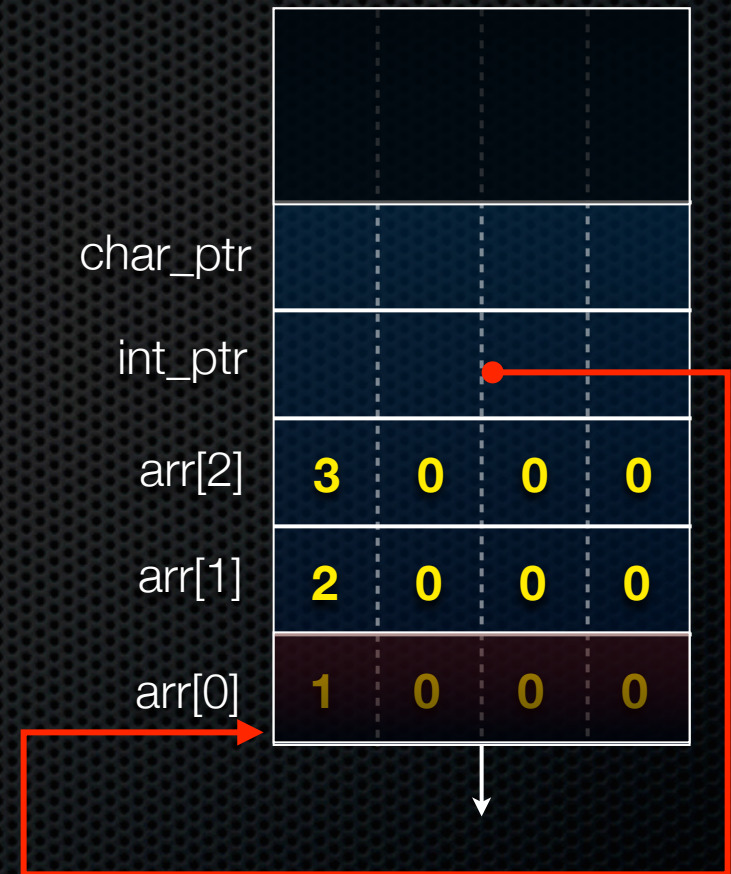 char_ptr
int_ptr
arr[2] 3 0 0 0
arr[1] 2 0 0 0
arr[0] 1 0 0 0